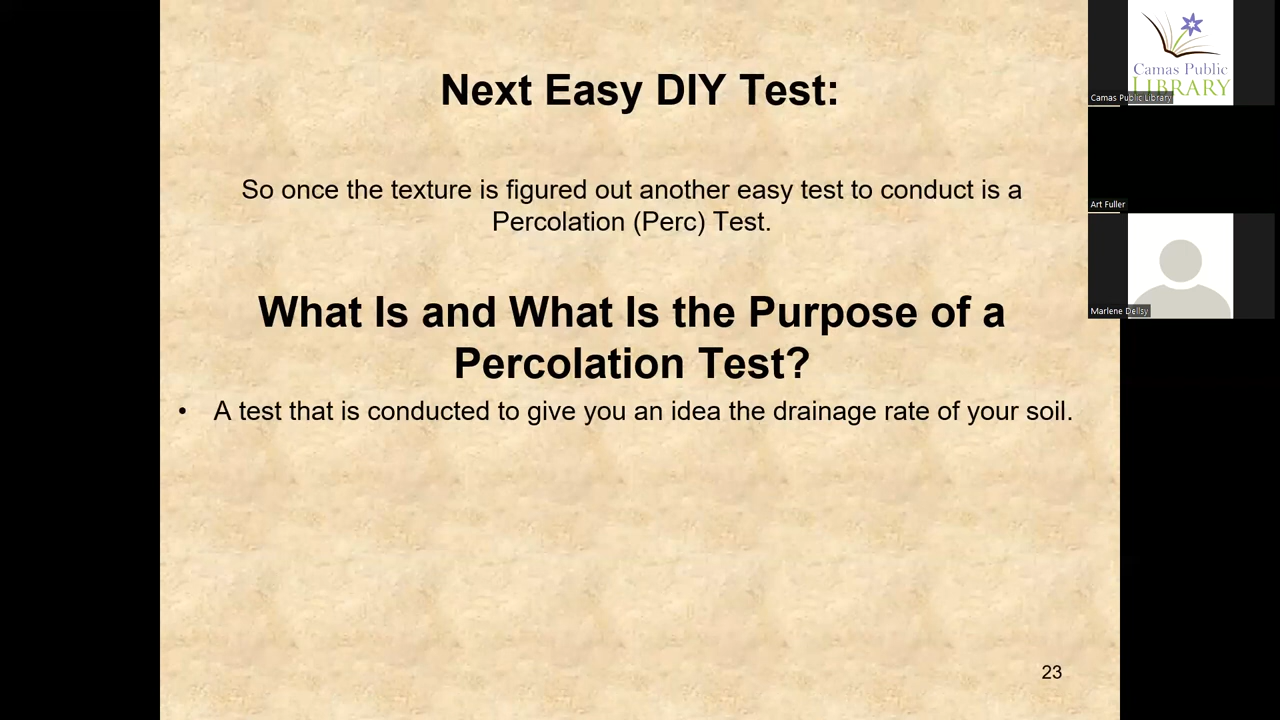 Next Easy DIY Test:
So once the texture is figured out another easy test to conduct is a
Percolation (Perc) Test.
What Is and What Is the Purpose of a
Percolation Test?
• A test that is conducted to give you an idea the drainage rate of your soil.
23
Camas Public
LIBRARY
Camas Public Library
Art Fuller
Marlene Dellsy